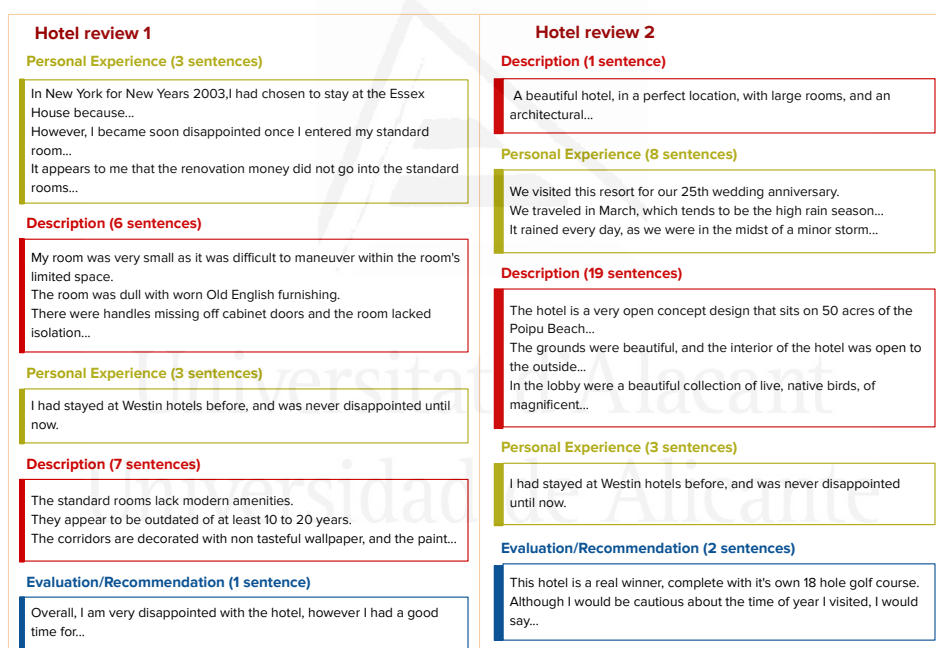 Hotel review 1
Personal Experience (3 sentences)
In New York for New Years 2003,I had chosen to stay at the Essex
House because...
However, I became soon disappointed once I entered my standard
room...
It appears to me that the renovation money did not go into the standard
rooms...
Description (6 sentences)
My room was very small as it was difficult to maneuver within the room's
limited space.
The room was dull with worn Old English furnishing.
There were handles missing off cabinet doors and the room lacked
isolation...
Personal Experience (3 sentences)
I had stayed at Westin hotels before, and was never disappointed until
now.
Description (7 sentences)
The standard rooms lack modern amenities.
They appear to be outdated of at least 10 to 20 years.
The corridors are decorated with non tasteful wallpaper, and the paint...
Evaluation/Recommendation (1 sentence)
Overall, I am very disappointed with the hotel, however I had a good
time for...
Hotel review 2
Description (1 sentence)
A beautiful hotel, in a perfect location, with large rooms, and an
architectural...
Personal Experience (8 sentences)
We visited this resort for our 25th wedding anniversary.
We traveled in March, which tends to be the high rain season...
It rained every day, as we were in the midst of a minor storm...
Description (19 sentences)
The hotel is a very open concept design that sits on 50 acres of the
Poipu Beach...
The grounds were beautiful, and the interior of the hotel was open to
the outside...
In the lobby were a beautiful collection of live, native birds, of
magnificent...
Personal Experience (3 sentences)
I had stayed at Westin hotels before, and was never disappointed
until now.
Evaluation/Recommendation (2 sentences)
This hotel is a real winner, complete with it's own 18 hole golf course.
Although I would be cautious about the time of year I visited, I would
say...
Universitat d'Alacant
Universidad de Alicante